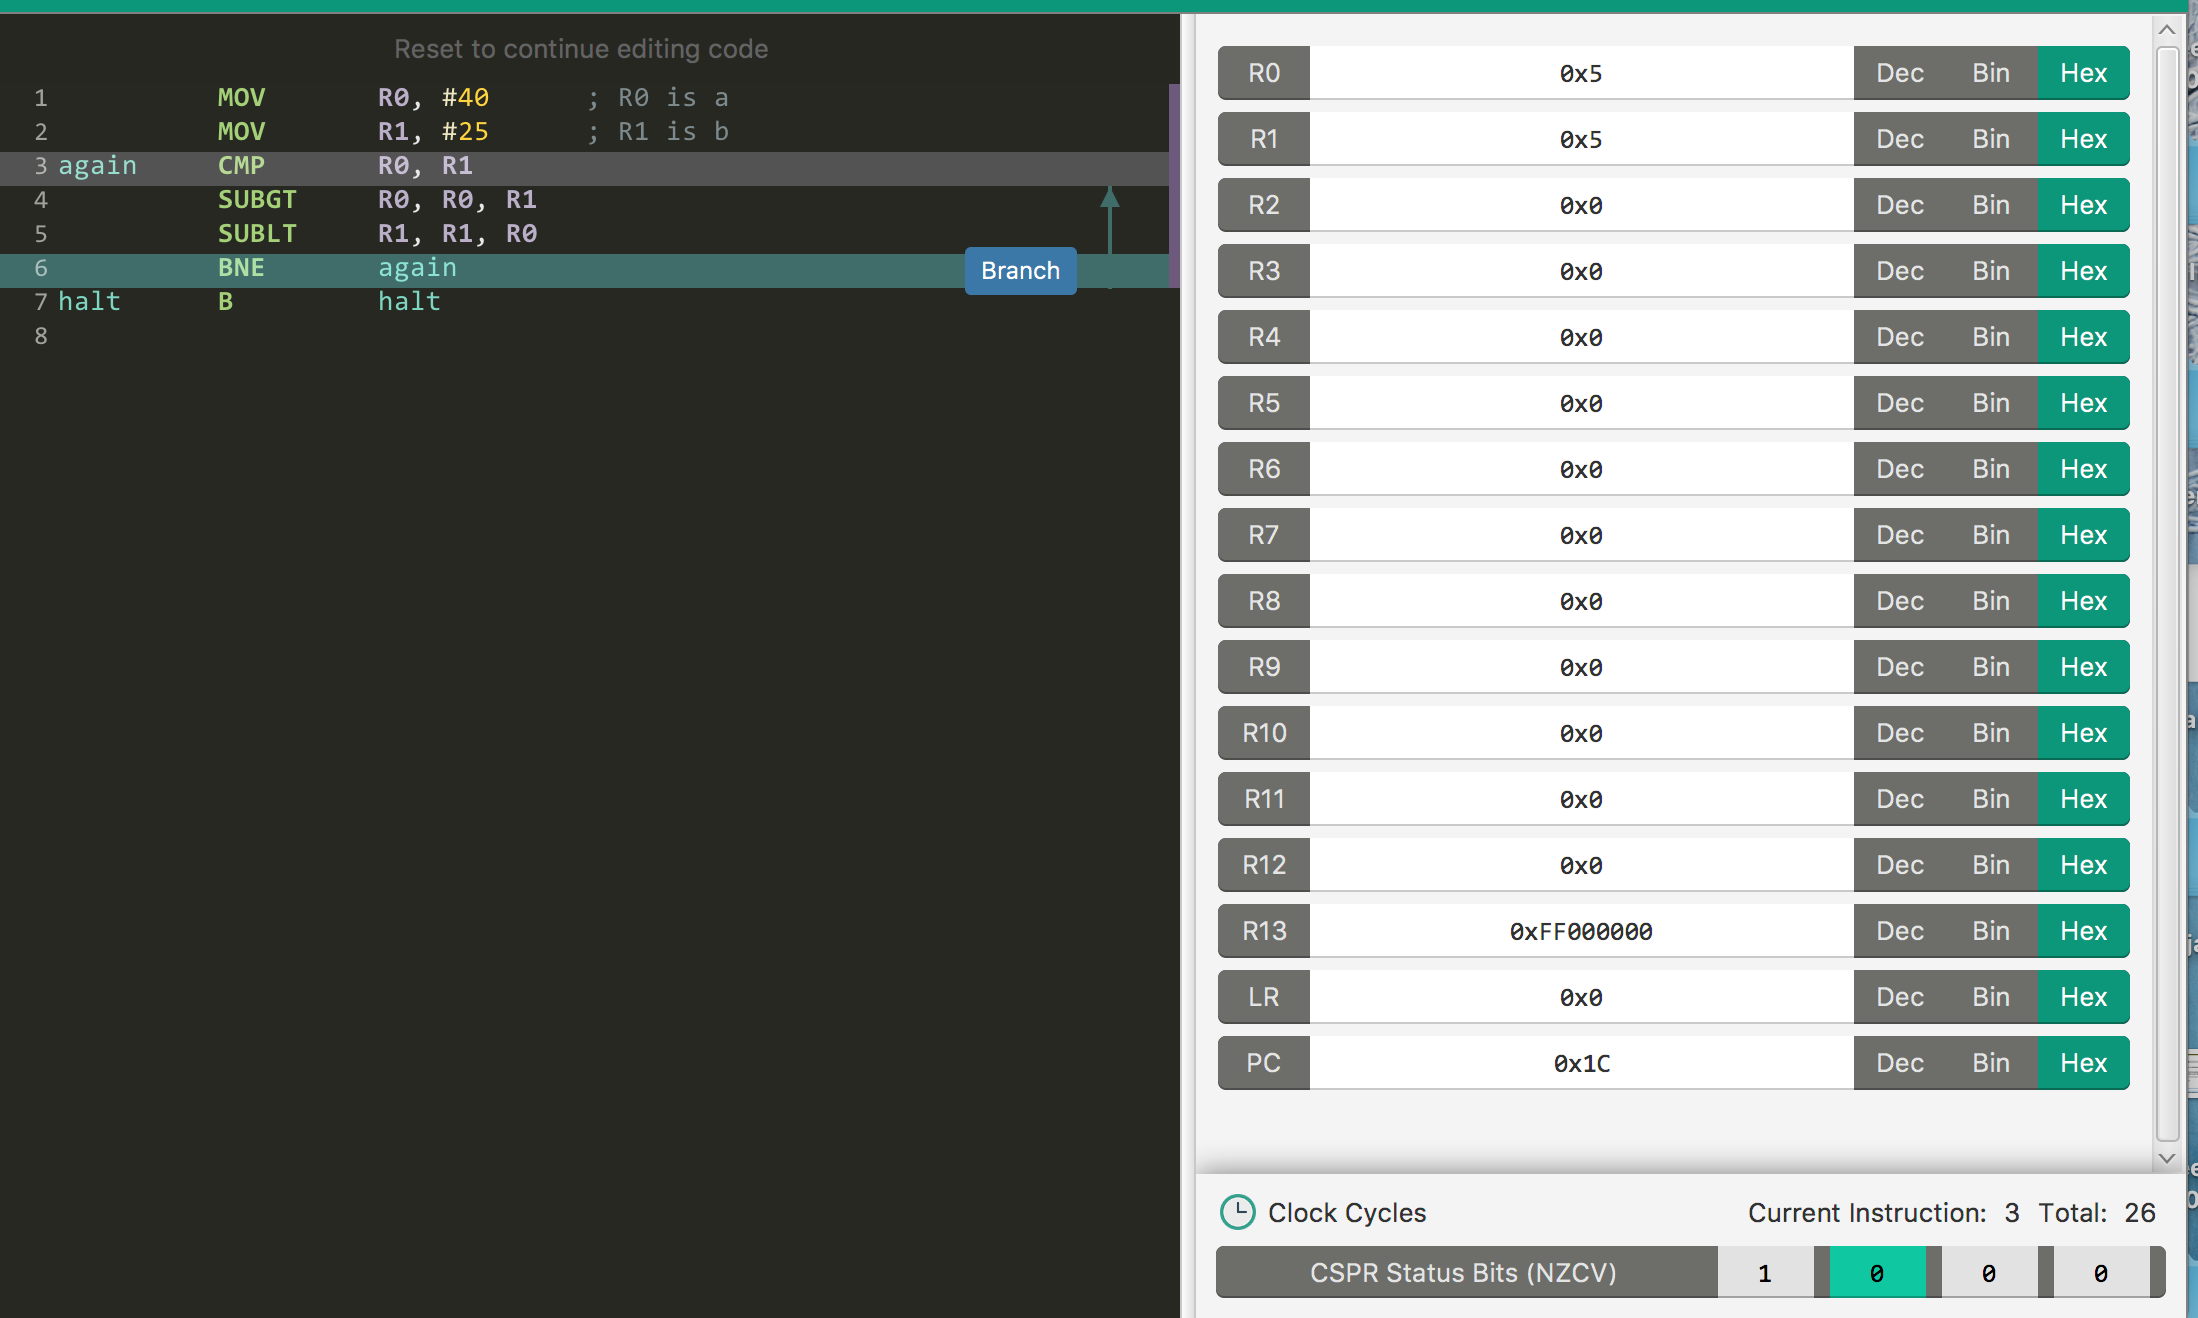 Reset to continue editing code
1 MOV R0, #40 ; R0 is a
2 MOV R1, #25 ; R1 is b
3 again CMP R0, R1
4 SUBGT R0, R0, R1
5 SUBLT R1, R1, R0
6 BNE again Branch
7 halt B halt
8
R0 0x5 Dec Bin Hex
R1 0x5 Dec Bin Hex
R2 0x0 Dec Bin Hex
R3 0x0 Dec Bin Hex
R4 0x0 Dec Bin Hex
R5 0x0 Dec Bin Hex
R6 0x0 Dec Bin Hex
R7 0x0 Dec Bin Hex
R8 0x0 Dec Bin Hex
R9 0x0 Dec Bin Hex
R10 0x0 Dec Bin Hex
R11 0x0 Dec Bin Hex
R12 0x0 Dec Bin Hex
R13 0xFF000000 Dec Bin Hex
LR 0x0 Dec Bin Hex
PC 0x1C Dec Bin Hex
Clock Cycles Current Instruction: 3 Total: 26
CSPR Status Bits (NZCV) 1 0 0 0